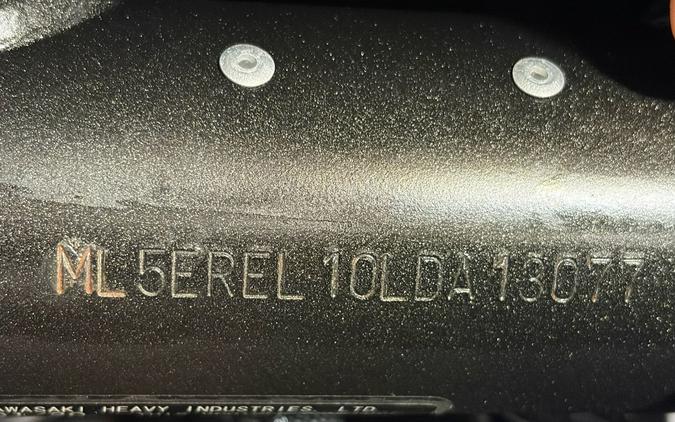 ML5EREL10LDA13077
AWASAKI HEAVY INDUSTRIES, LTD.